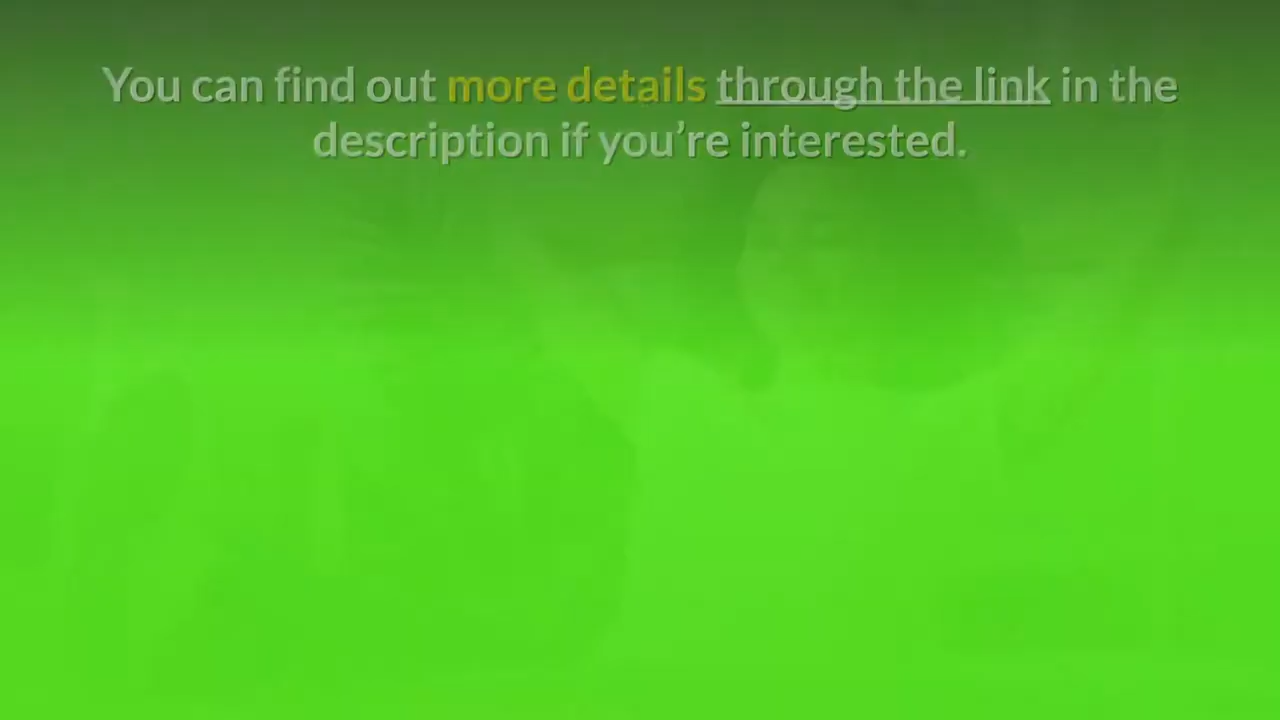 You can find out more details through the link in the
description if you’re interested.